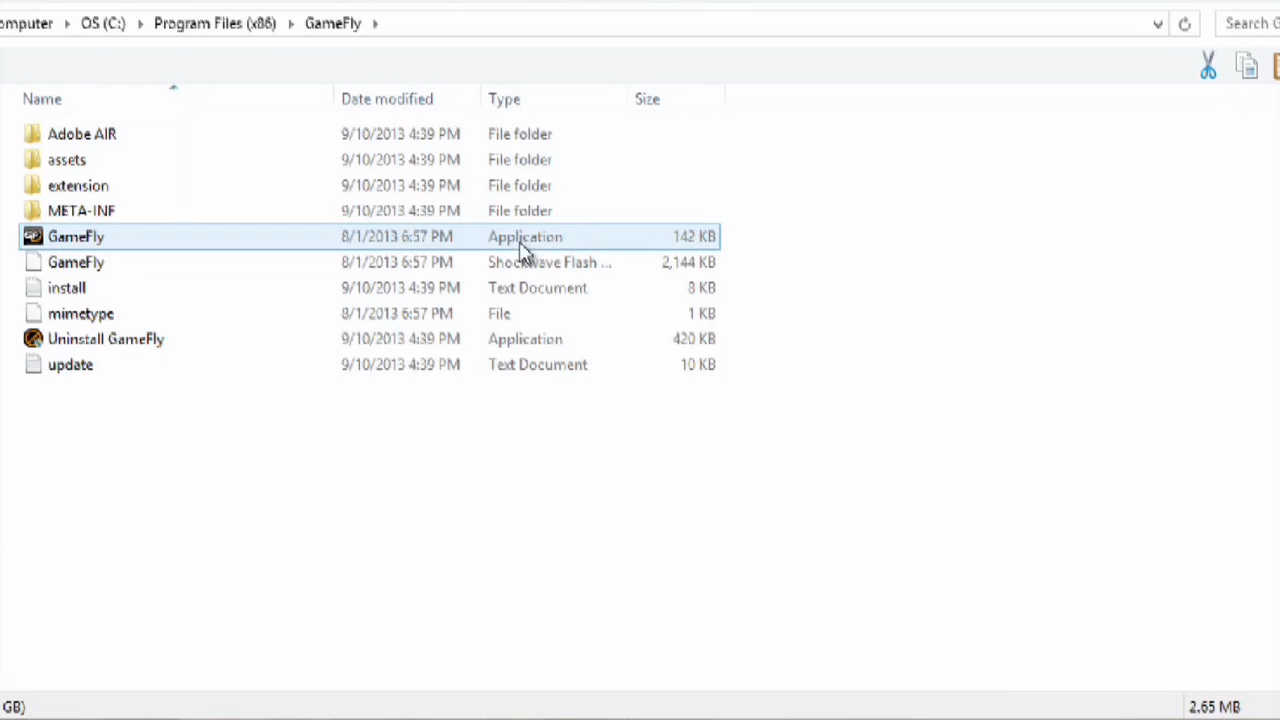 omputer OS (C:) Program Files (x86) GameFly Search G
Name Date modified Type Size
Adobe AIR 9/10/2013 4:39 PM File folder
assets 9/10/2013 4:39 PM File folder
extension 9/10/2013 4:39 PM File folder
META-INF 9/10/2013 4:39 PM File folder
GameFly 8/1/2013 6:57 PM Application 142 KB
GameFly 8/1/2013 6:57 PM Shockwave Flash ... 2,144 KB
install 9/10/2013 4:39 PM Text Document 8 KB
mimetype 8/1/2013 6:57 PM File 1 KB
Uninstall GameFly 9/10/2013 4:39 PM Application 420 KB
update 9/10/2013 4:39 PM Text Document 10 KB
GB) 2.65 MB